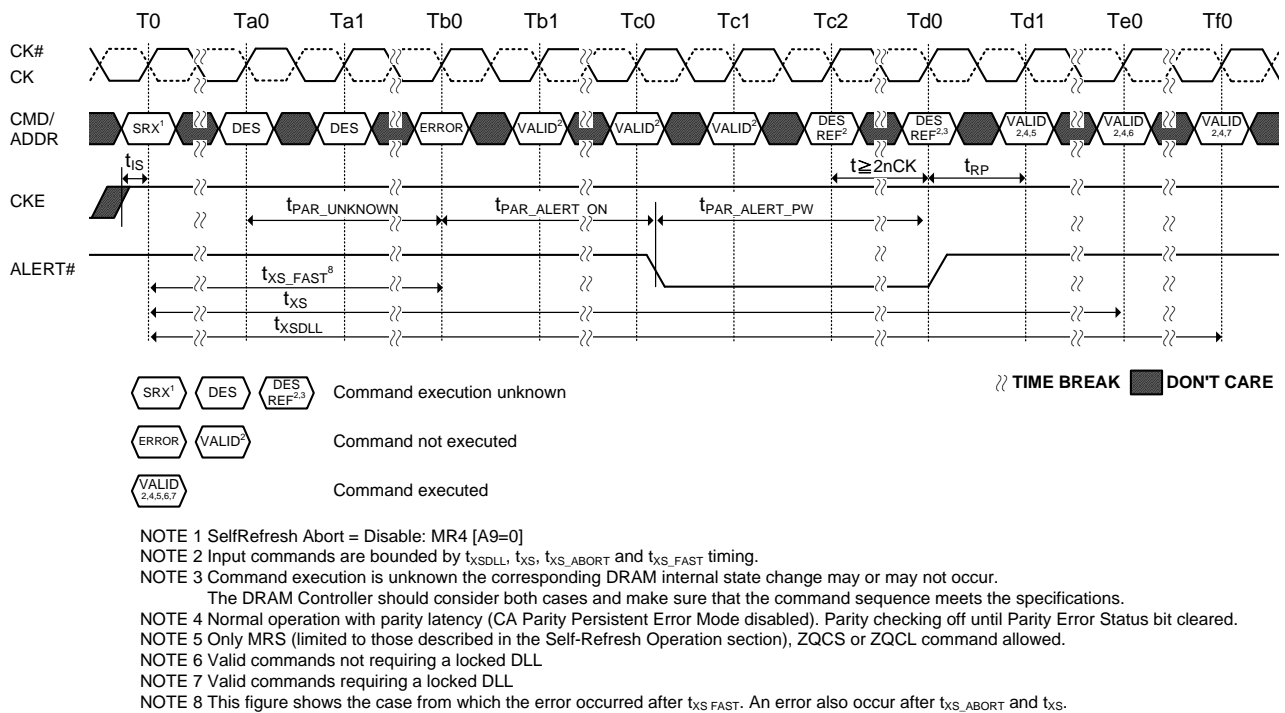 T0 Ta0 Ta1 Tb0 Tb1 Tc0 Tc1 Tc2 Td0 Td1 Te0 Tf0
CK#
CK
CMD/
ADDR
SRX1 DES DES ERROR VALID2 VALID2 VALID2 DES REF2 DES REF2,3 VALID 2,4,5 VALID 2,4,6 VALID 2,4,7
tIS t≧2nCK tRP
CKE
tPAR_UNKNOWN tPAR_ALERT_ON tPAR_ALERT_PW
ALERT#
tXS_FAST8
tXS
tXSDLL
TIME BREAK DON'T CARE
SRX1 DES DES REF2,3 Command execution unknown
ERROR VALID2 Command not executed
VALID 2,4,5,6,7 Command executed
NOTE 1 SelfRefresh Abort = Disable: MR4 [A9=0]
NOTE 2 Input commands are bounded by tXSDLL, tXS, tXS_ABORT and tXS_FAST timing.
NOTE 3 Command execution is unknown the corresponding DRAM internal state change may or may not occur.
The DRAM Controller should consider both cases and make sure that the command sequence meets the specifications.
NOTE 4 Normal operation with parity latency (CA Parity Persistent Error Mode disabled). Parity checking off until Parity Error Status bit cleared.
NOTE 5 Only MRS (limited to those described in the Self-Refresh Operation section), ZQCS or ZQCL command allowed.
NOTE 6 Valid commands not requiring a locked DLL
NOTE 7 Valid commands requiring a locked DLL
NOTE 8 This figure shows the case from which the error occurred after tXS FAST. An error also occur after tXS_ABORT and tXS.